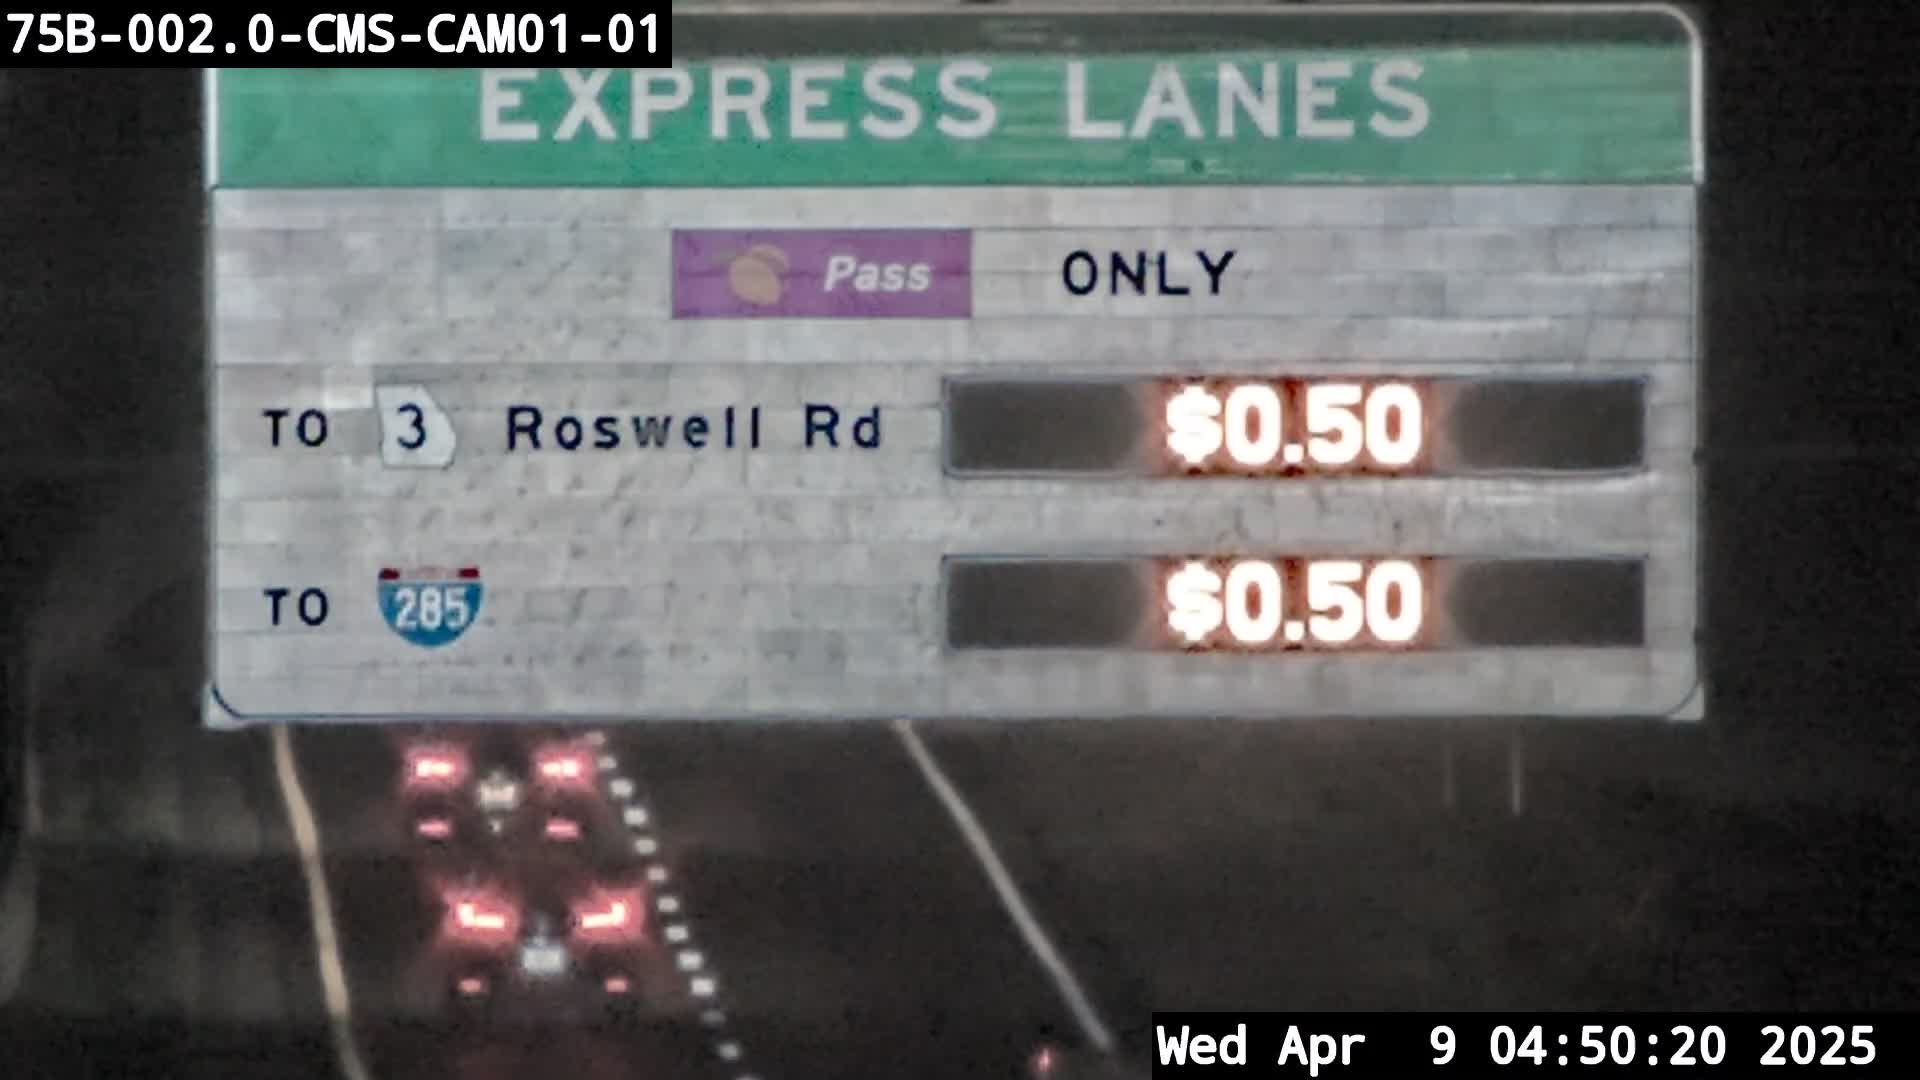 75B-002.0-CMS-CAM01-01
EXPRESS LANES
Pass ONLY
TO 3 Roswell Rd $0.50
TO 285 $0.50
Wed Apr 9 04:50:20 2025